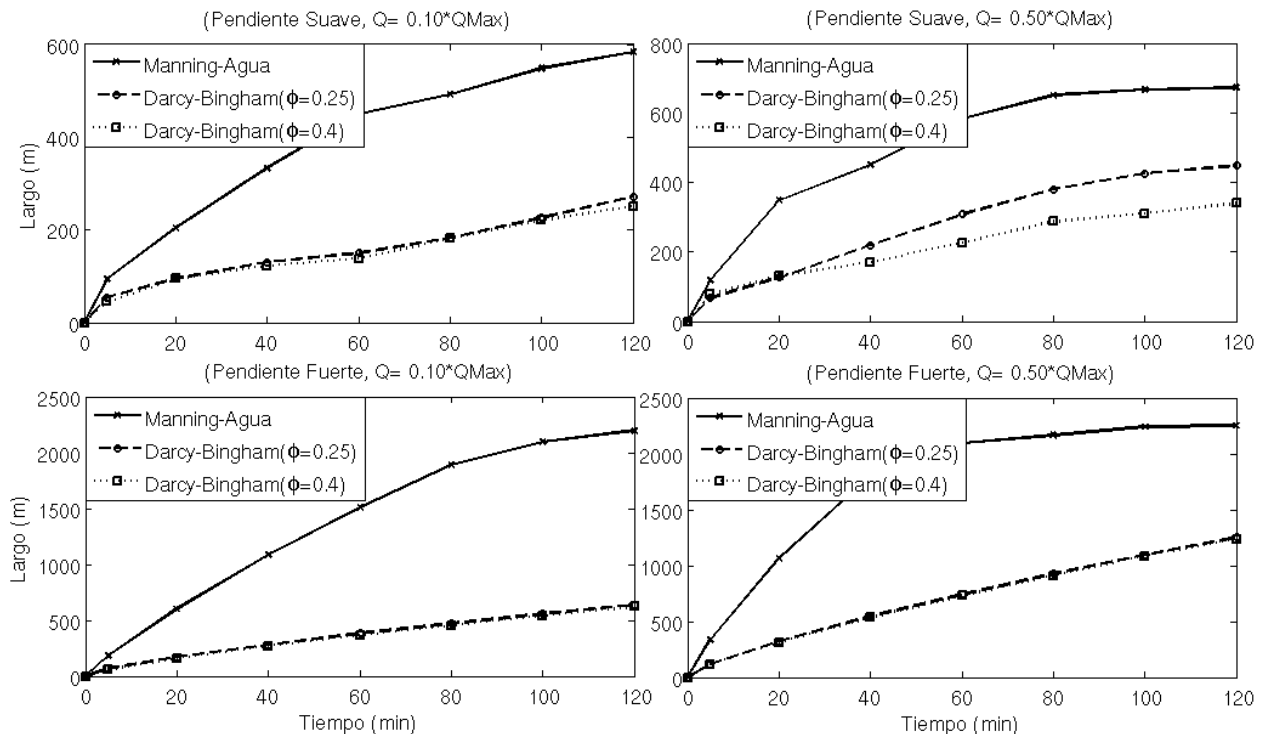 (Pendiente Suave, Q= 0.10*QMax)
600
400
200
0
Largo (m)
Manning-Agua
Darcy-Bingham(ϕ=0.25)
Darcy-Bingham(ϕ=0.4)
0 20 40 60 80 100 120
(Pendiente Suave, Q= 0.50*QMax)
800
600
400
200
0
Manning-Agua
Darcy-Bingham(ϕ=0.25)
Darcy-Bingham(ϕ=0.4)
0 20 40 60 80 100 120
(Pendiente Fuerte, Q= 0.10*QMax)
2500
2000
1500
1000
500
0
Largo (m)
Manning-Agua
Darcy-Bingham(ϕ=0.25)
Darcy-Bingham(ϕ=0.4)
0 20 40 60 80 100 120
Tiempo (min)
(Pendiente Fuerte, Q= 0.50*QMax)
2500
2000
1500
1000
500
0
Manning-Agua
Darcy-Bingham(ϕ=0.25)
Darcy-Bingham(ϕ=0.4)
0 20 40 60 80 100 120
Tiempo (min)